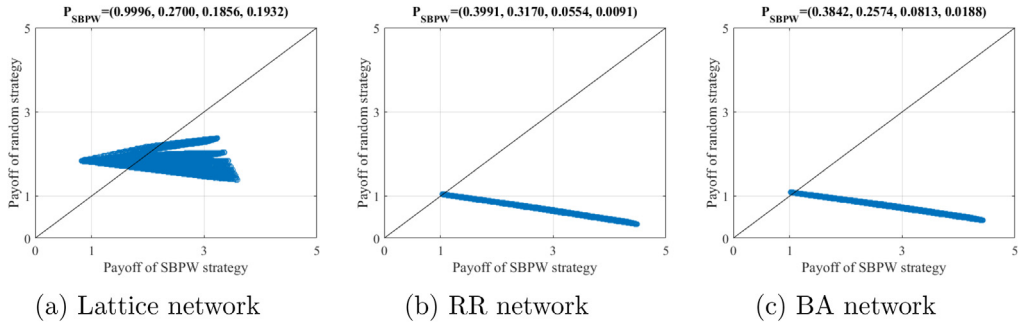 P_SBPW=(0.9996, 0.2700, 0.1856, 0.1932)
5
3
1
0
Payoff of random strategy
0 1 3 5
Payoff of SBPW strategy
(a) Lattice network
P_SBPW=(0.3991, 0.3170, 0.0554, 0.0091)
5
3
1
0
Payoff of random strategy
0 1 3 5
Payoff of SBPW strategy
(b) RR network
P_SBPW=(0.3842, 0.2574, 0.0813, 0.0188)
5
3
1
0
Payoff of random strategy
0 1 3 5
Payoff of SBPW strategy
(c) BA network